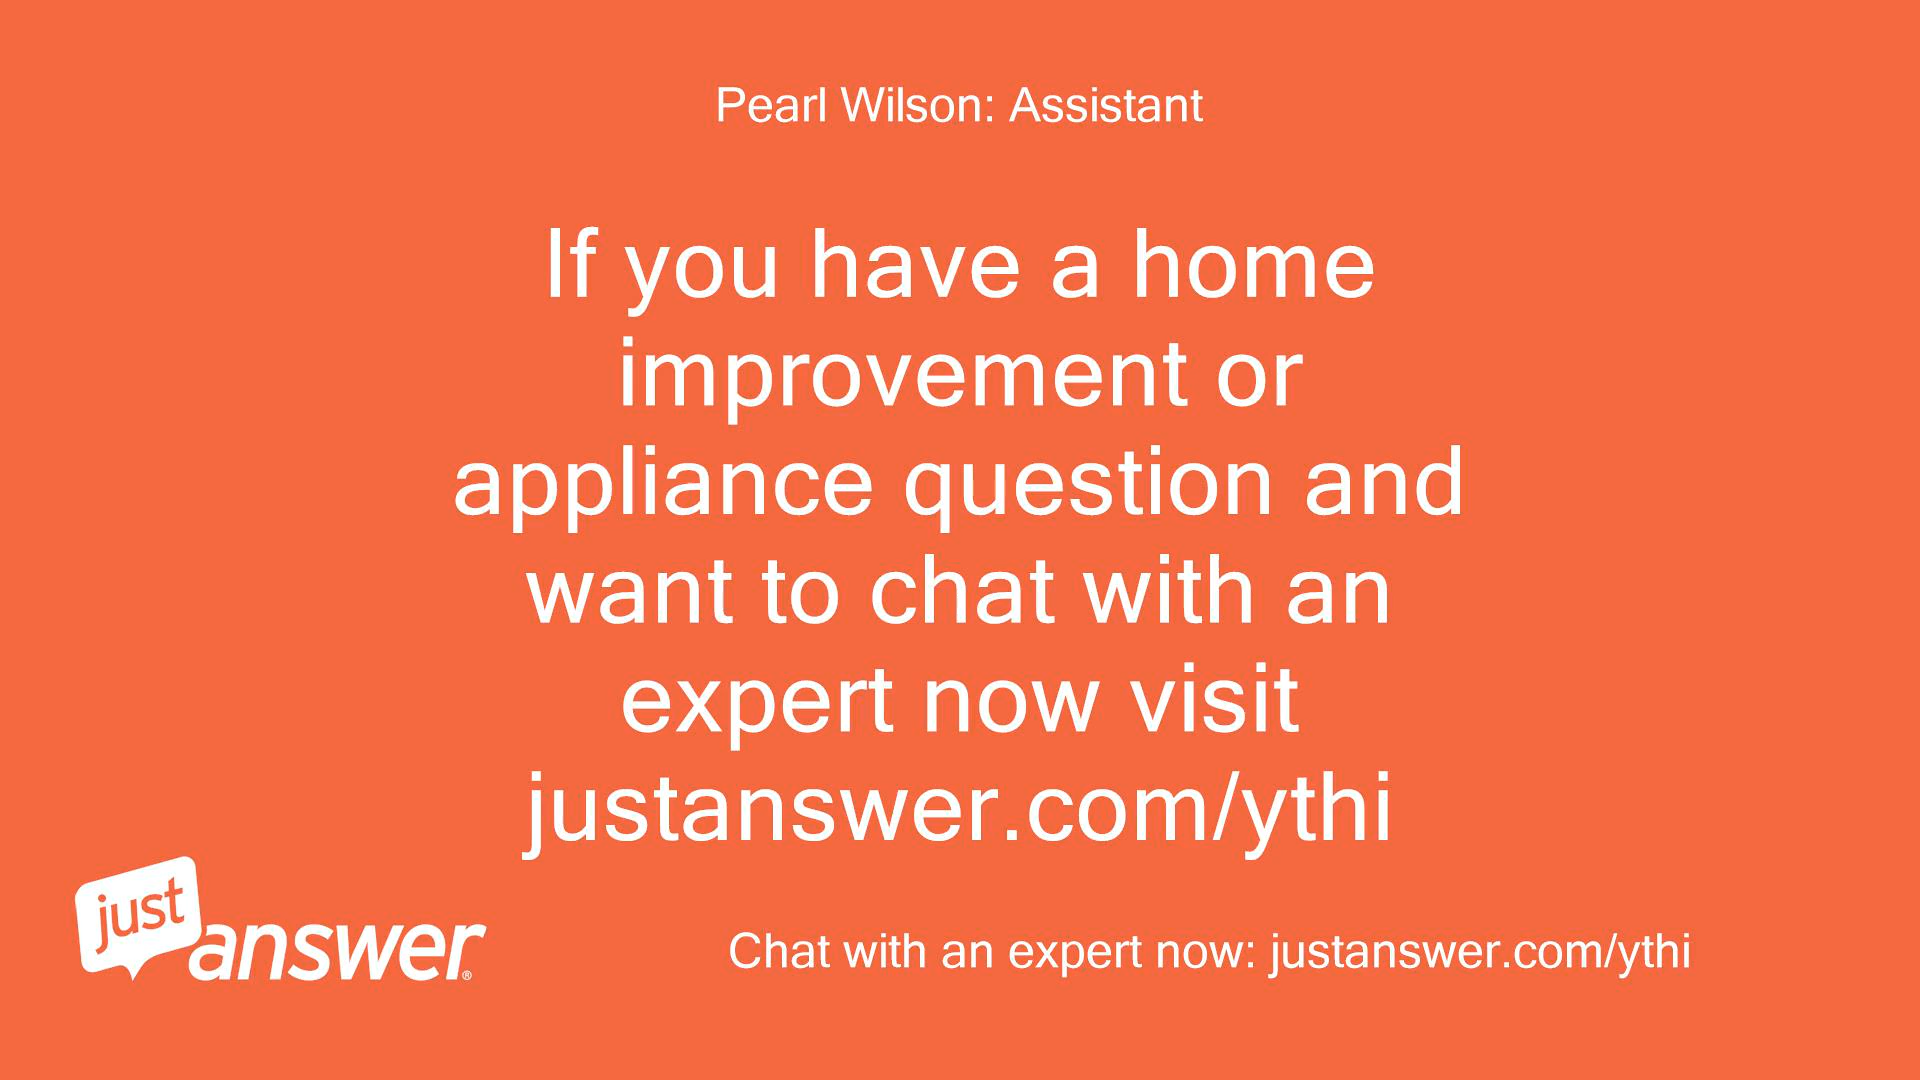 Pearl Wilson: Assistant
If you have a home
improvement or
appliance question and
want to chat with an
expert now visit
justanswer.com/ythi
just
answer®
Chat with an expert now: justanswer.com/ythi